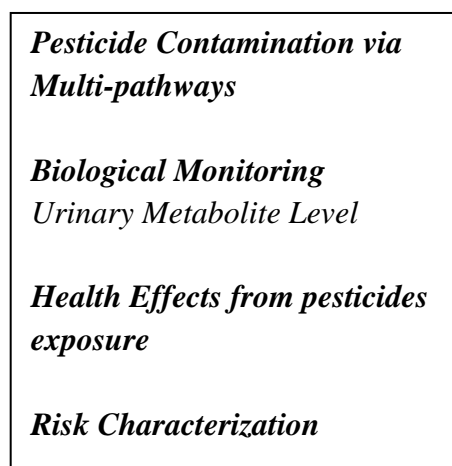 Pesticide Contamination via
Multi-pathways
Biological Monitoring
Urinary Metabolite Level
Health Effects from pesticides
exposure
Risk Characterization